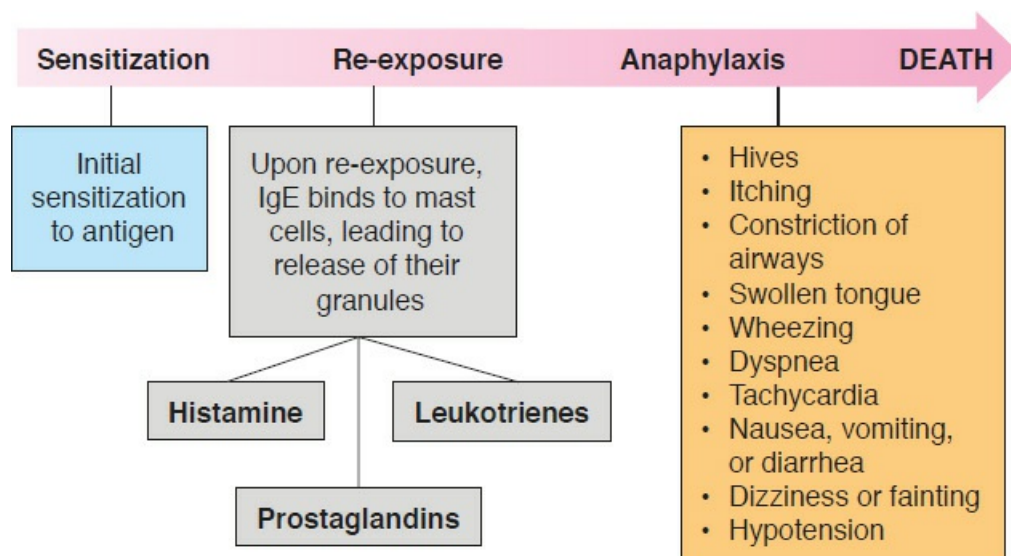 Sensitization Re-exposure Anaphylaxis DEATH
Initial
sensitization
to antigen
Upon re-exposure,
IgE binds to mast
cells, leading to
release of their
granules
Histamine
Leukotrienes
Prostaglandins
• Hives
• Itching
• Constriction of
airways
• Swollen tongue
• Wheezing
• Dyspnea
• Tachycardia
• Nausea, vomiting,
or diarrhea
• Dizziness or fainting
• Hypotension